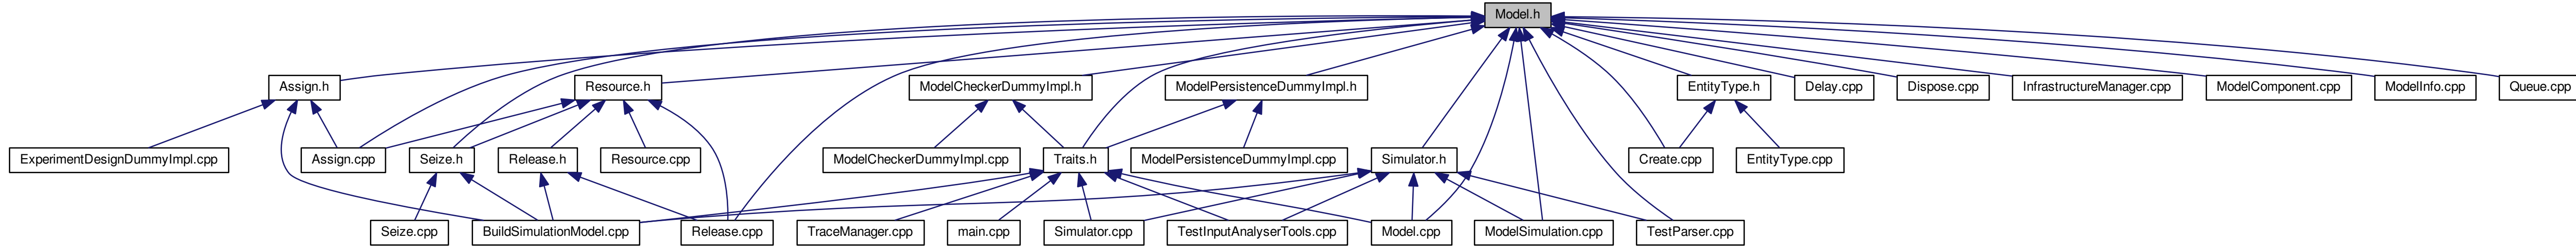 Model.h
Assign.h
Resource.h
ModelCheckerDummyImpl.h
ModelPersistenceDummyImpl.h
EntityType.h
Delay.cpp
Dispose.cpp
InfrastructureManager.cpp
ModelComponent.cpp
ModelInfo.cpp
Queue.cpp
ExperimentDesignDummyImpl.cpp
Assign.cpp
Seize.h
Release.h
Resource.cpp
ModelCheckerDummyImpl.cpp
Traits.h
ModelPersistenceDummyImpl.cpp
Simulator.h
Create.cpp
EntityType.cpp
Seize.cpp
BuildSimulationModel.cpp
Release.cpp
TraceManager.cpp
main.cpp
Simulator.cpp
TestInputAnalyserTools.cpp
Model.cpp
ModelSimulation.cpp
TestParser.cpp